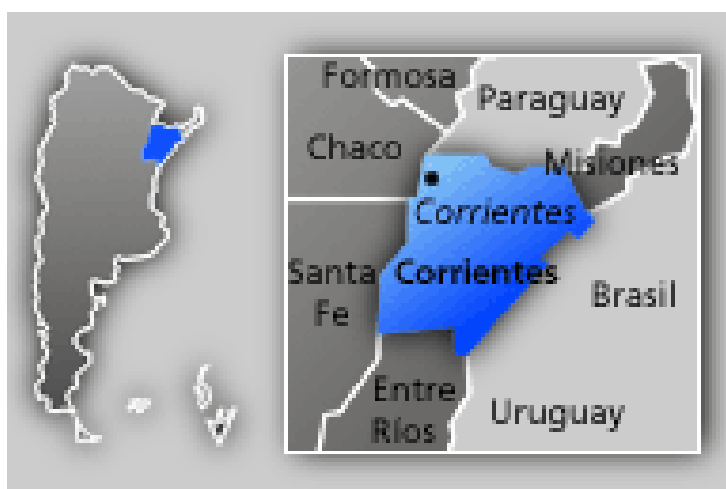 Formosa
Paraguay
Chaco
Misiones
Corrientes
Santa
Fe
Corrientes
Brasil
Entre
Ríos
Uruguay